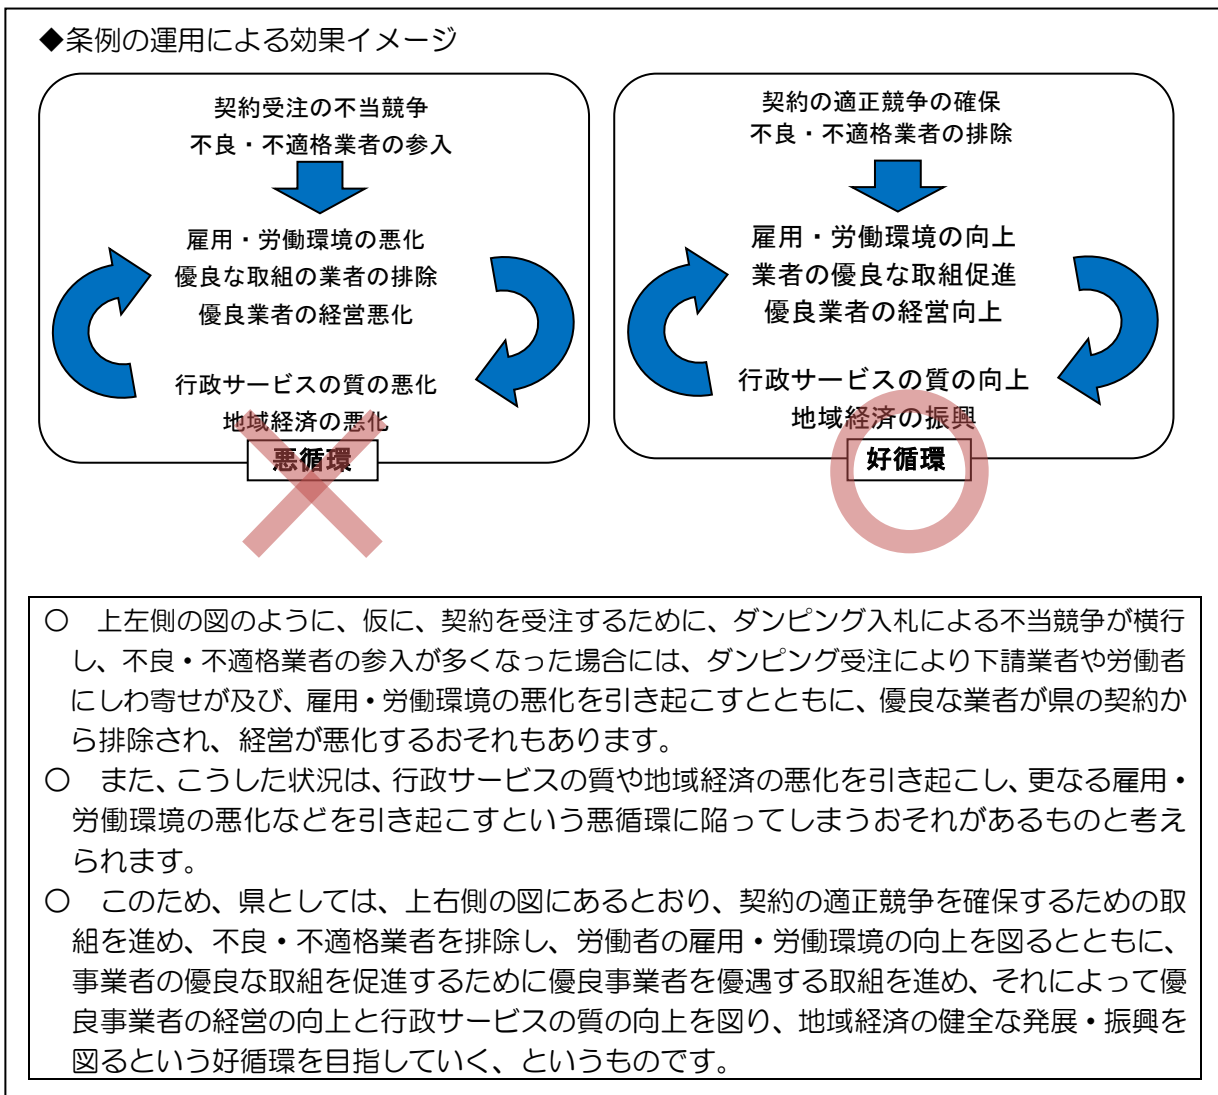 ◆条例の運用による効果イメージ
契約受注の不当競争
不良・不適格業者の参入
雇用・労働環境の悪化
優良な取組の業者の排除
優良業者の経営悪化
行政サービスの質の悪化
地域経済の悪化
悪循環
契約の適正競争の確保
不良・不適格業者の排除
雇用・労働環境の向上
業者の優良な取組促進
優良業者の経営向上
行政サービスの質の向上
地域経済の振興
好循環
○　上左側の図のように、仮に、契約を受注するために、ダンピング入札による不当競争が横行
し、不良・不適格業者の参入が多くなった場合には、ダンピング受注により下請業者や労働者
にしわ寄せが及び、雇用・労働環境の悪化を引き起こすとともに、優良な業者が県の契約か
ら排除され、経営が悪化するおそれもあります。
○　また、こうした状況は、行政サービスの質や地域経済の悪化を引き起こし、更なる雇用・
労働環境の悪化などを引き起こすという悪循環に陥ってしまうおそれがあるものと考え
られます。
○　このため、県としては、上右側の図にあるとおり、契約の適正競争を確保するための取
組を進め、不良・不適格業者を排除し、労働者の雇用・労働環境の向上を図るとともに、
事業者の優良な取組を促進するために優良事業者を優遇する取組を進め、それによって優
良事業者の経営の向上と行政サービスの質の向上を図り、地域経済の健全な発展・振興を
図るという好循環を目指していく、というものです。